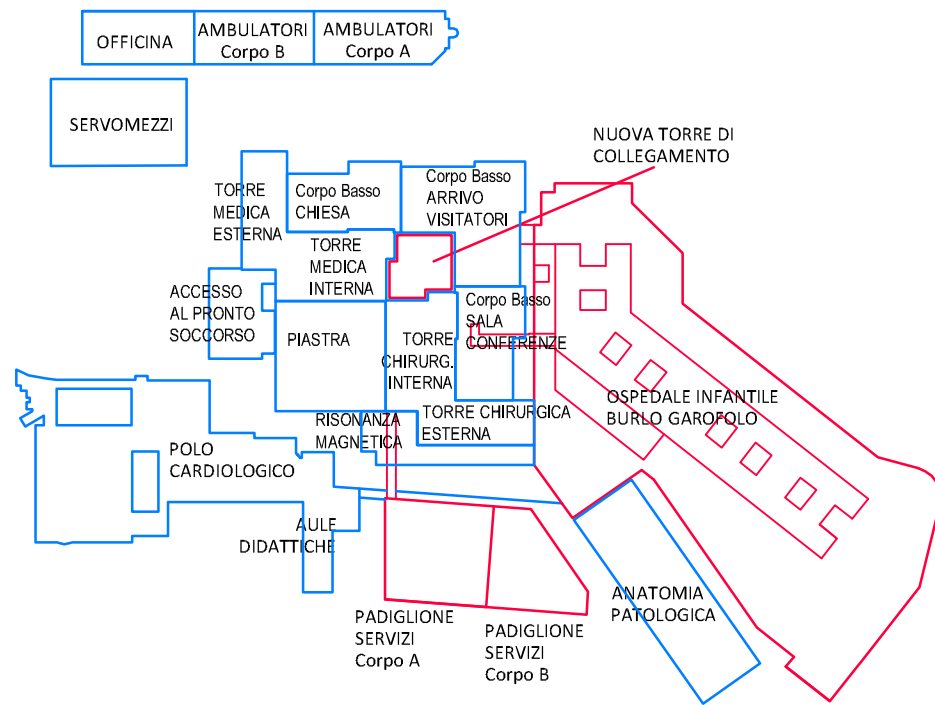 OFFICINA
AMBULATORI
Corpo B
AMBULATORI
Corpo A
SERVOMEZZI
NUOVA TORRE DI
COLLEGAMENTO
TORRE
MEDICA
ESTERNA
Corpo Basso
CHIESA
Corpo Basso
ARRIVO
VISITATORI
TORRE
MEDICA
INTERNA
ACCESSO
AL PRONTO
SOCCORSO
PIASTRA
Corpo Basso
SALA
CONFERENZE
TORRE
CHIRURG.
INTERNA
OSPEDALE INFANTILE
BURLO GAROFOLO
RISONANZA
MAGNETICA
TORRE CHIRURGICA
ESTERNA
POLO
CARDIOLOGICO
AULE
DIDATTICHE
ANATOMIA
PATOLOGICA
PADIGLIONE
SERVIZI
Corpo A
PADIGLIONE
SERVIZI
Corpo B